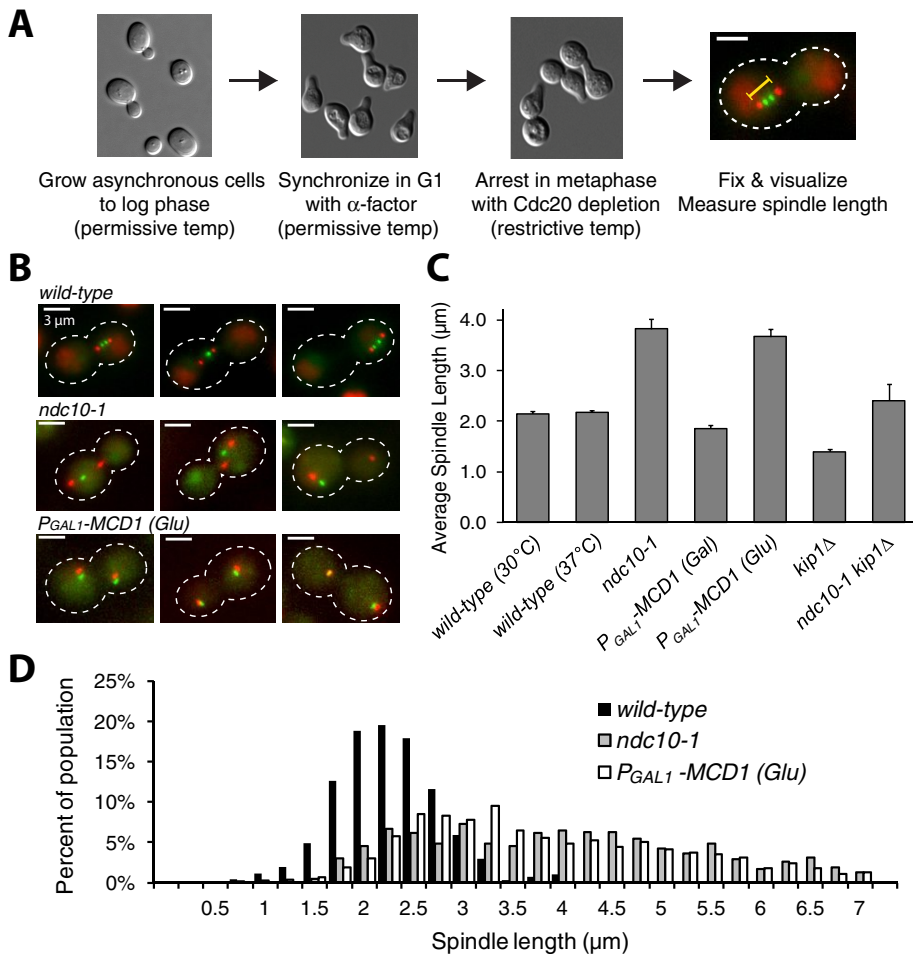 A
Grow asynchronous cells
to log phase
(permissive temp)
Synchronize in G1
with α-factor
(permissive temp)
Arrest in metaphase
with Cdc20 depletion
(restrictive temp)
Fix & visualize
Measure spindle length
B
wild-type
3 µm
ndc10-1
PGAL1-MCD1 (Glu)
C
Average Spindle Length (µm)
4.0
3.0
2.0
1.0
0.0
wild-type (30°C)
wild-type (37°C)
ndc10-1
P GAL1-MCD1 (Gal)
P GAL1-MCD1 (Glu)
kip1Δ
ndc10-1 kip1Δ
D
Percent of population
25%
20%
15%
10%
5%
0%
wild-type
ndc10-1
PGAL1 -MCD1 (Glu)
0.5 1 1.5 2 2.5 3 3.5 4 4.5 5 5.5 6 6.5 7
Spindle length (µm)